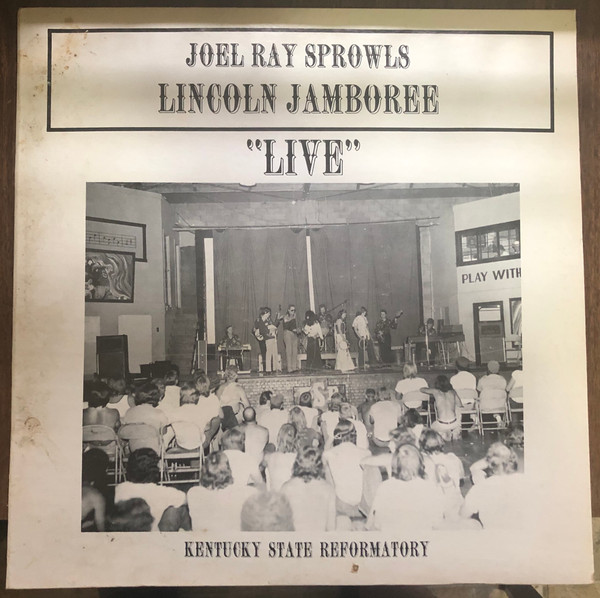 JOEL RAY SPROWLS
LINCOLN JAMBOREE
"LIVE"
PLAY WITH
KENTUCKY STATE REFORMATORY